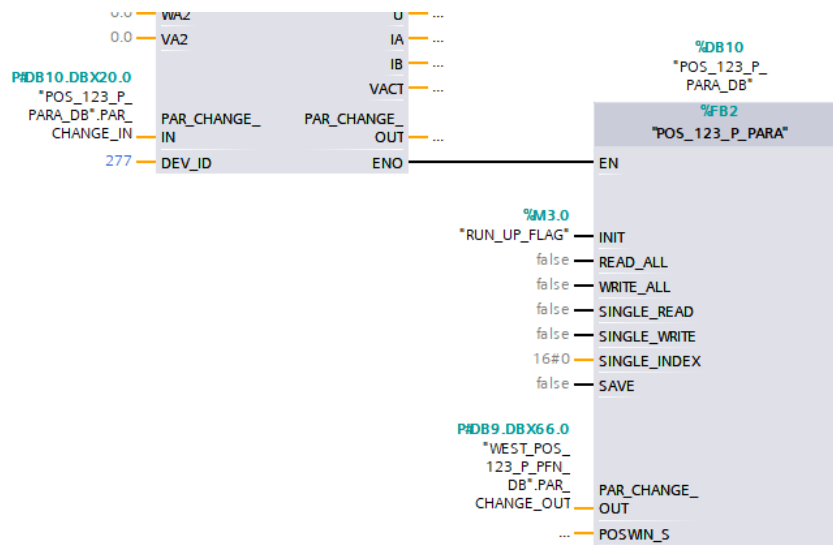 0.0 WA2 U ...
0.0 VA2 IA ...
IB ...
VACT ...
P#DB10.DBX20.0
"POS_123_P_
PARA_DB".PAR_
CHANGE_IN
PAR_CHANGE_
IN
PAR_CHANGE_
OUT ...
277 DEV_ID ENO
%DB10
"POS_123_P_
PARA_DB"
%FB2
"POS_123_P_PARA"
EN
%M3.0
"RUN_UP_FLAG" INIT
false READ_ALL
false WRITE_ALL
false SINGLE_READ
false SINGLE_WRITE
16#0 SINGLE_INDEX
false SAVE
P#DB9.DBX66.0
"WEST_POS_
123_P_PFN_
DB".PAR_
CHANGE_OUT
PAR_CHANGE_
OUT
... POSWIN_S